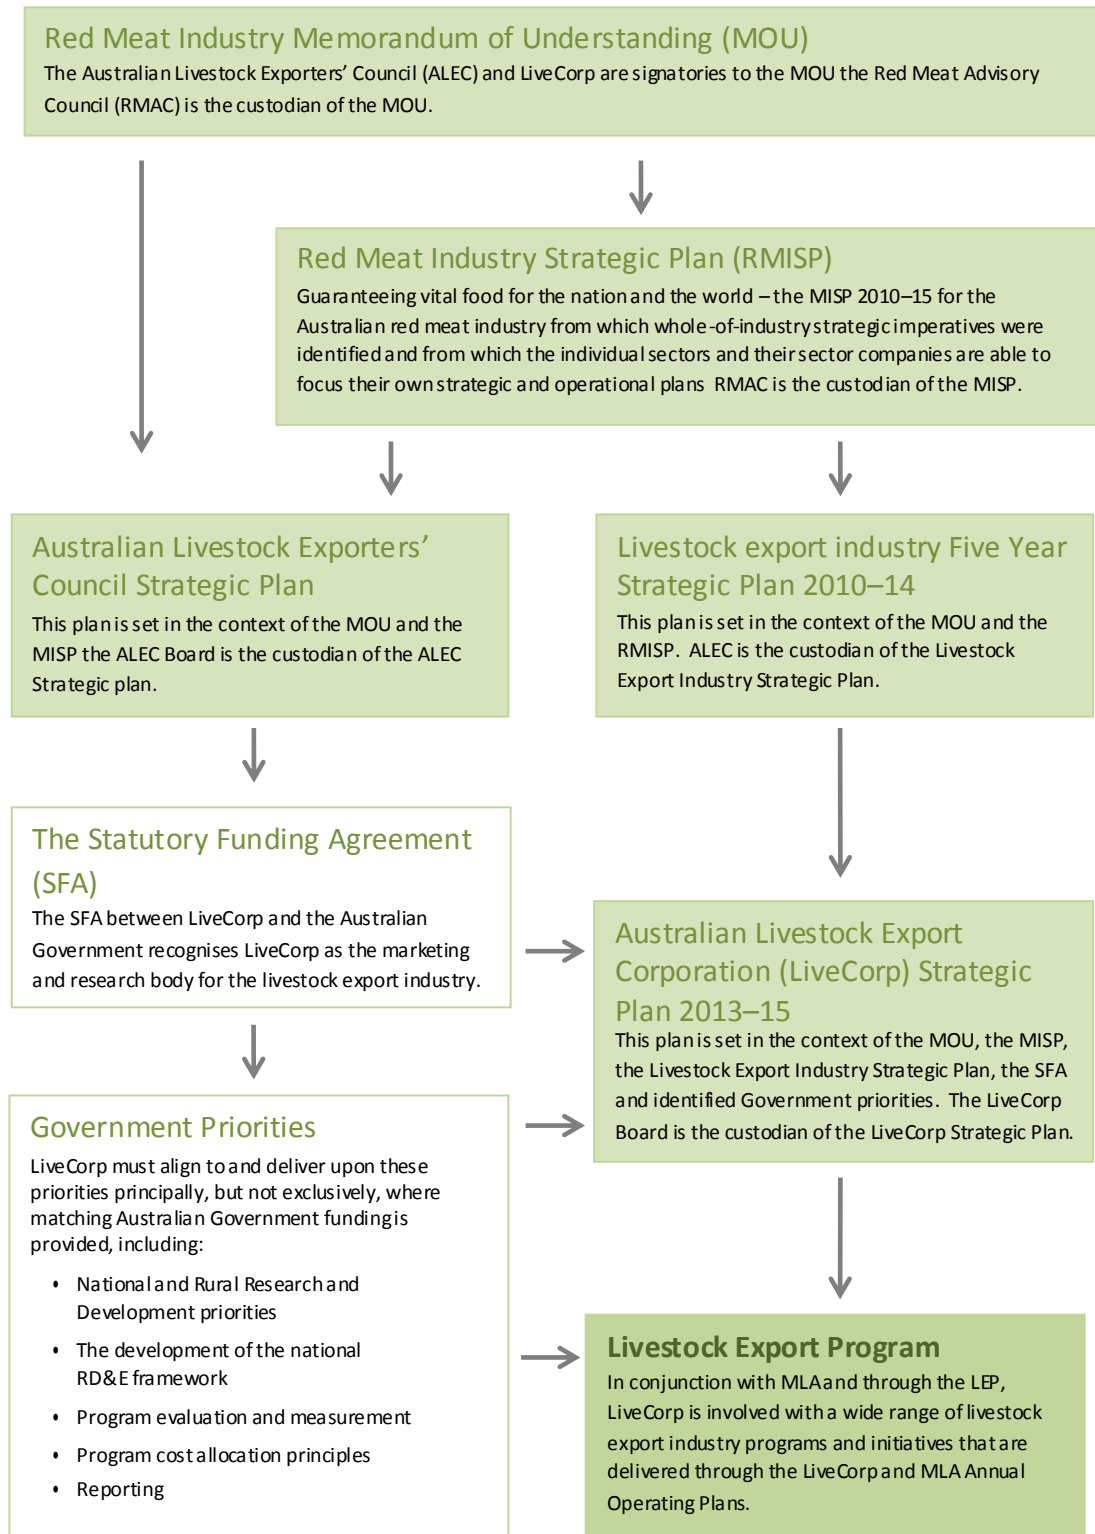 Red Meat Industry Memorandum of Understanding (MOU)
The Australian Livestock Exporters' Council (ALEC) and LiveCorp are signatories to the MOU the Red Meat Advisory
Council (RMAC) is the custodian of the MOU.
Red Meat Industry Strategic Plan (RMISP)
Guaranteeing vital food for the nation and the world – the MISP 2010–15 for the
Australian red meat industry from which whole-of-industry strategic imperatives were
identified and from which the individual sectors and their sector companies are able to
focus their own strategic and operational plans RMAC is the custodian of the MISP.
Australian Livestock Exporters'
Council Strategic Plan
This plan is set in the context of the MOU and the
MISP the ALEC Board is the custodian of the ALEC
Strategic plan.
Livestock export industry Five Year
Strategic Plan 2010–14
This plan is set in the context of the MOU and the
RMISP. ALEC is the custodian of the Livestock
Export Industry Strategic Plan.
The Statutory Funding Agreement
(SFA)
The SFA between LiveCorp and the Australian
Government recognises LiveCorp as the marketing
and research body for the livestock export industry.
Australian Livestock Export
Corporation (LiveCorp) Strategic
Plan 2013–15
This plan is set in the context of the MOU, the MISP,
the Livestock Export Industry Strategic Plan, the SFA
and identified Government priorities. The LiveCorp
Board is the custodian of the LiveCorp Strategic Plan.
Government Priorities
LiveCorp must align to and deliver upon these
priorities principally, but not exclusively, where
matching Australian Government funding is
provided, including:
• National and Rural Research and
Development priorities
• The development of the national
RD&E framework
• Program evaluation and measurement
• Program cost allocation principles
• Reporting
Livestock Export Program
In conjunction with MLA and through the LEP,
LiveCorp is involved with a wide range of livestock
export industry programs and initiatives that are
delivered through the LiveCorp and MLA Annual
Operating Plans.